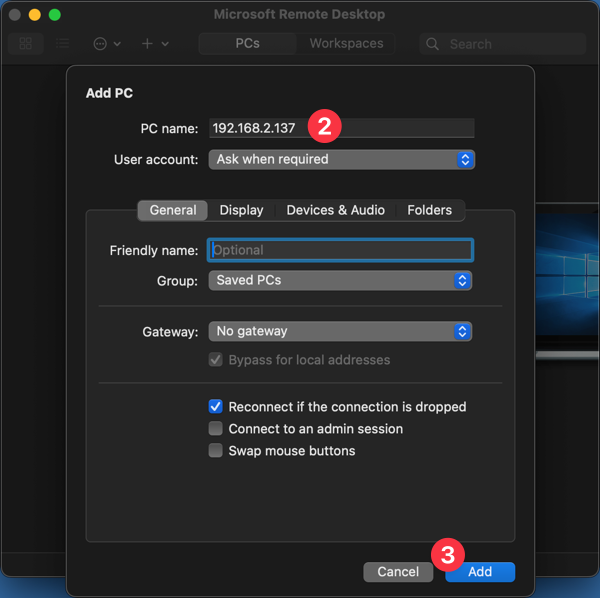 Microsoft Remote Desktop
PCs Workspaces Search
Add PC
PC name: 192.168.2.137 2
User account: Ask when required
General Display Devices & Audio Folders
Friendly name: Optional
Group: Saved PCs
Gateway: No gateway
Bypass for local addresses
Reconnect if the connection is dropped
Connect to an admin session
Swap mouse buttons
3
Cancel Add